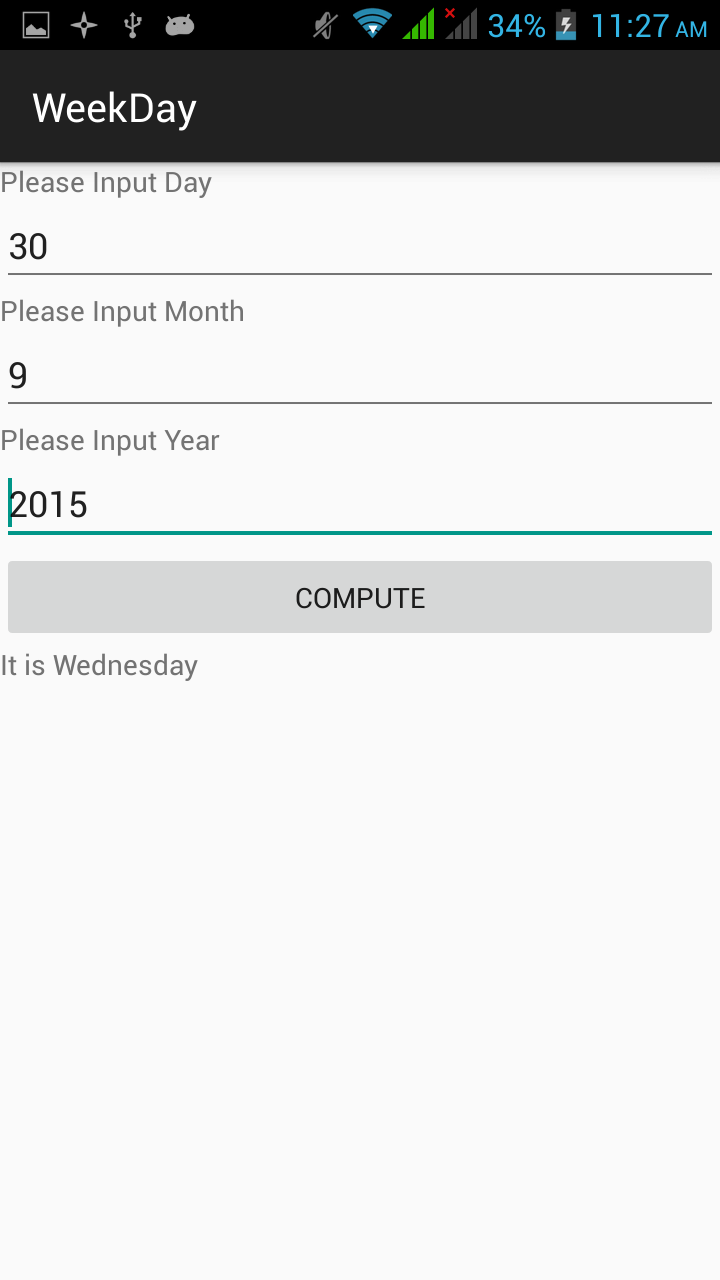 34% 11:27 AM
WeekDay
Please Input Day
30
Please Input Month
9
Please Input Year
2015
COMPUTE
It is Wednesday